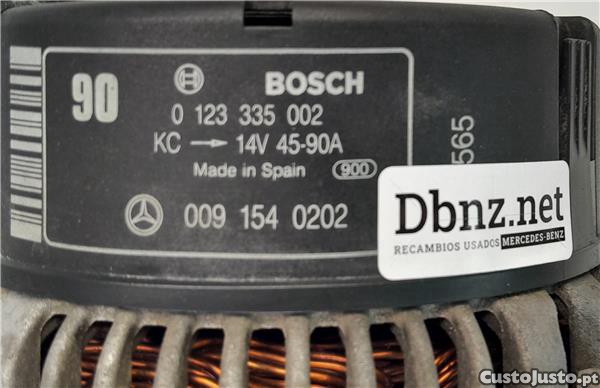 90
BOSCH
0 123 335 002
KC → 14V 45-90A
Made in Spain 900
009 154 0202
565
Dbnz.net
RECAMBIOS USADOS MERCEDES-BENZ
CustoJusto.pt